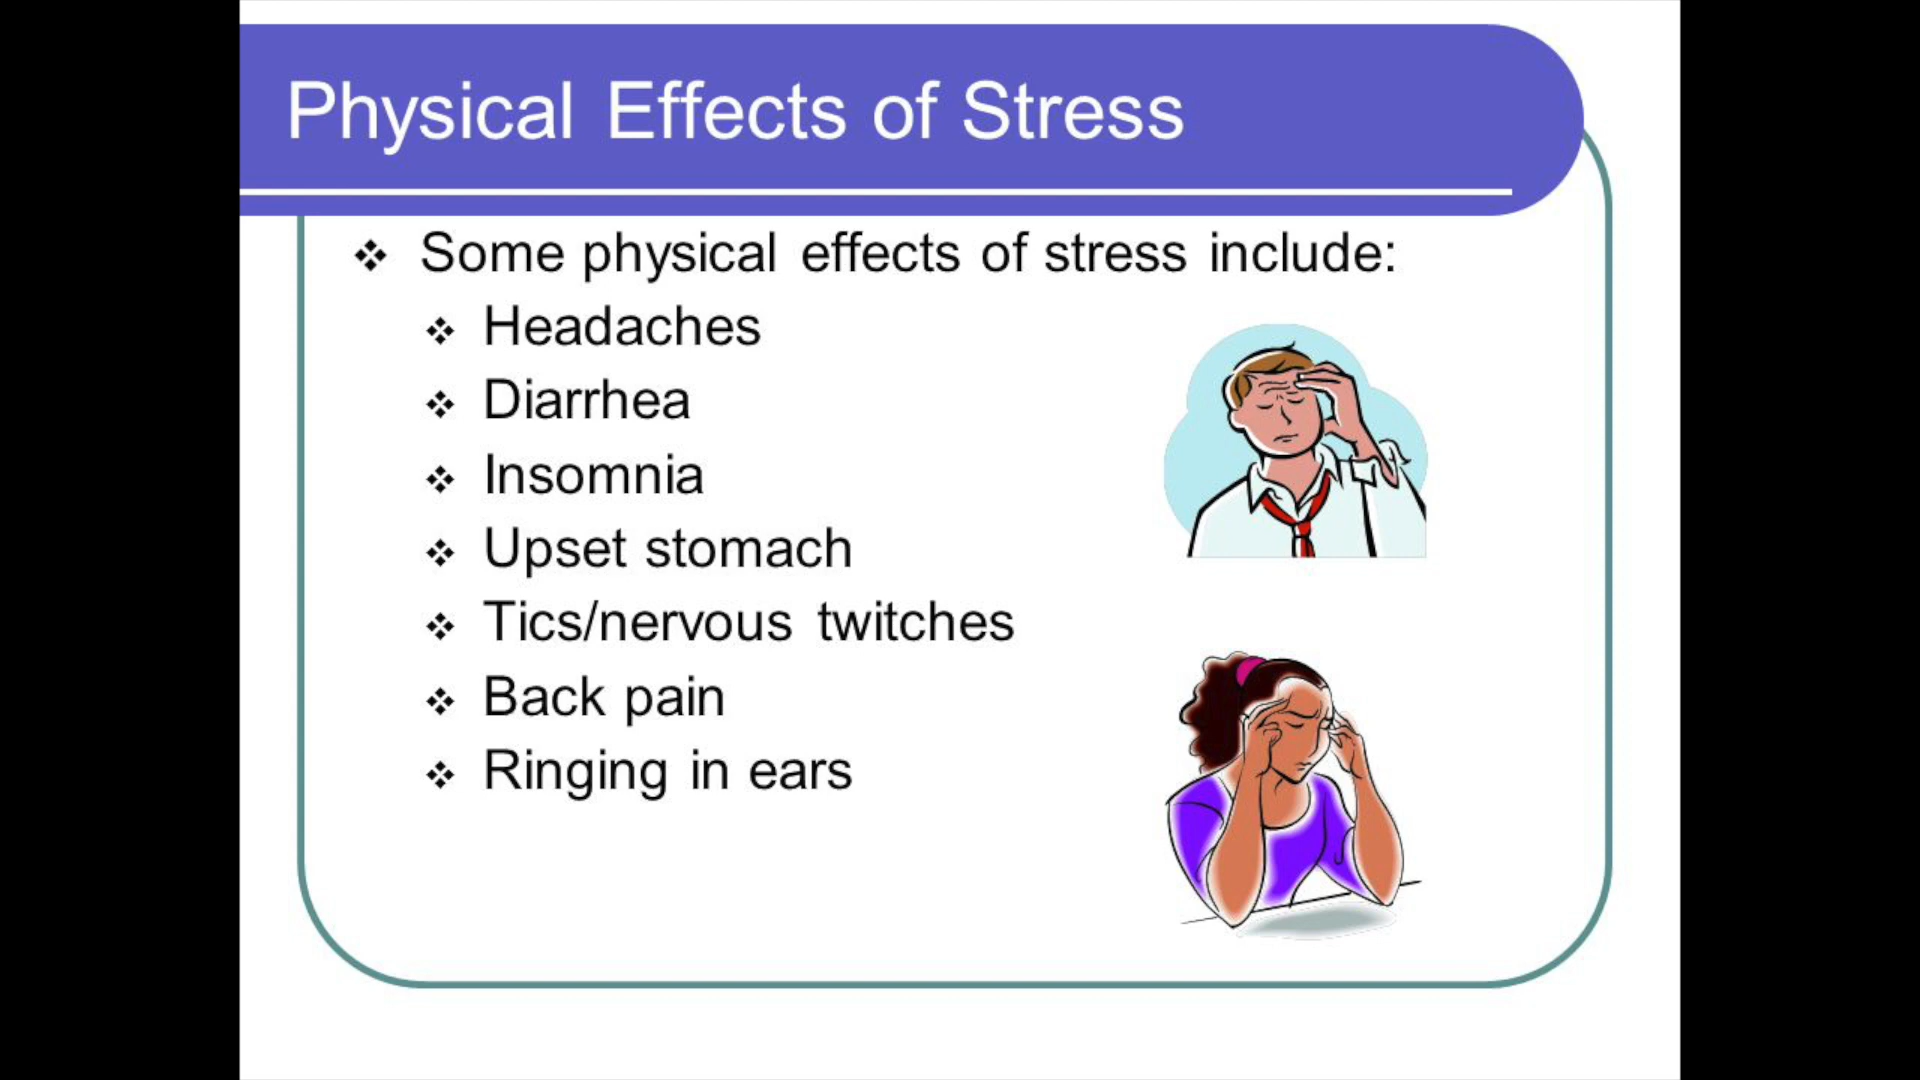 Physical Effects of Stress
Some physical effects of stress include:
Headaches
Diarrhea
Insomnia
Upset stomach
Tics/nervous twitches
Back pain
Ringing in ears